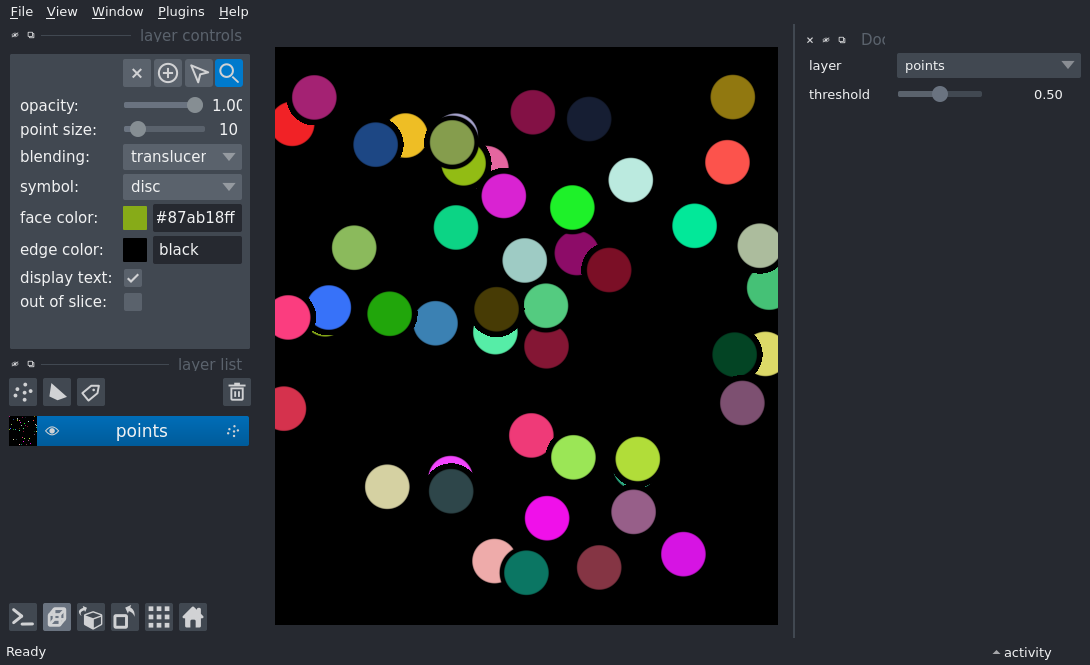 File View Window Plugins Help
layer controls
opacity: 1.00
point size: 10
blending: translucer
symbol: disc
face color: #87ab18ff
edge color: black
display text:
out of slice:
layer list
points
Ready
Doc
layer points
threshold 0.50
activity